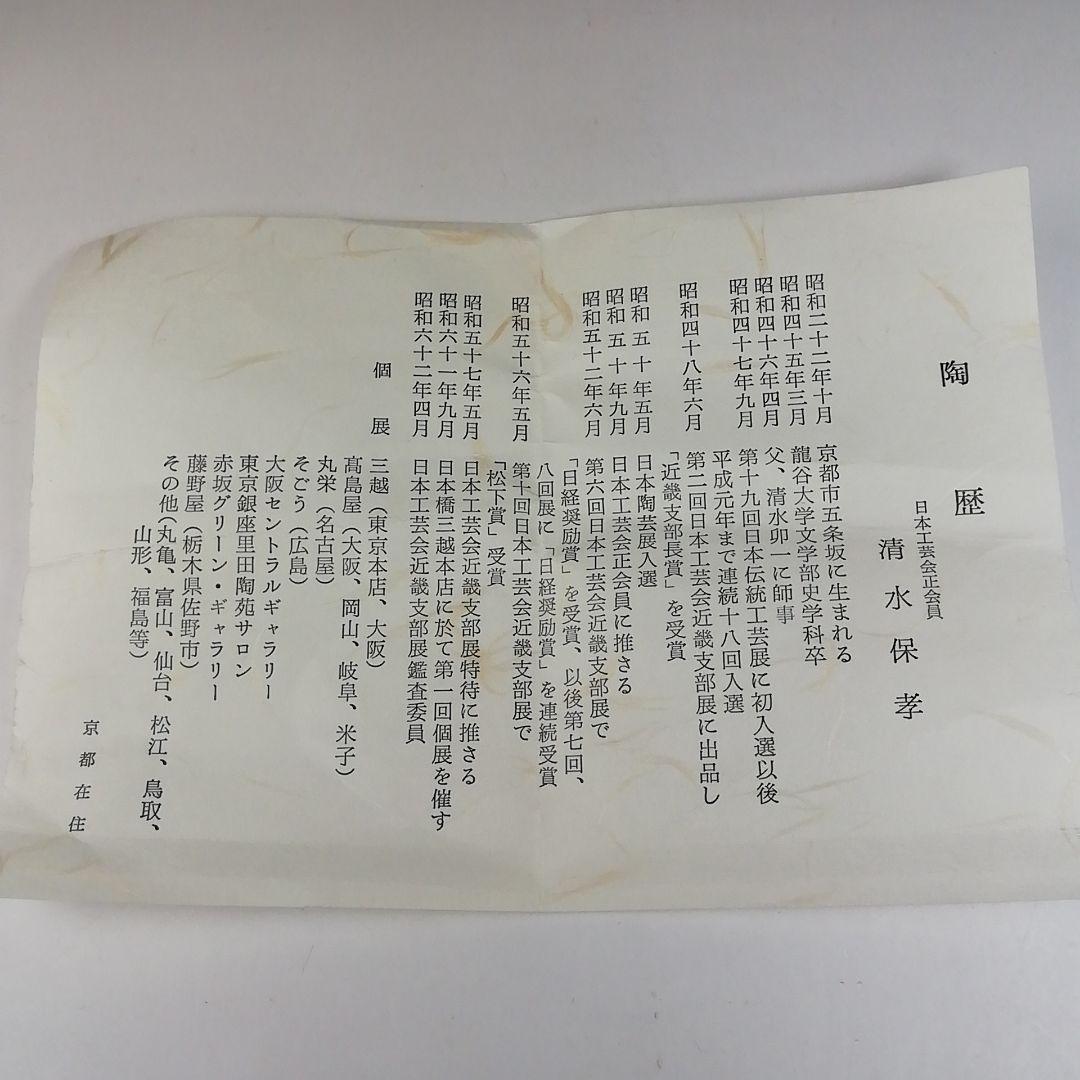 陶歴
日本工芸会正会員
清水保孝
昭和二十二年十月 京都市五条坂に生まれる
昭和四十五年三月 龍谷大学文学部史学科卒
昭和四十六年四月 父、清水卯一に師事
昭和四十七年九月 第十九回日本伝統工芸展に初入選以後
平成元年まで連続十八回入選
昭和四十八年六月 第二回日本工芸会近畿支部展に出品し
「近畿支部長賞」を受賞
昭和五十年五月 日本陶芸展入選
昭和五十年九月 日本工芸会正会員に推さる
昭和五十二年六月 第六回日本工芸会近畿支部展で
「日経奨励賞」を受賞、以後第七回、
八回展に「日経奨励賞」を連続受賞
昭和五十六年五月 第十回日本工芸会近畿支部展で
「松下賞」受賞
昭和五十七年五月 日本工芸会近畿支部展特待に推さる
昭和六十一年九月 日本橋三越本店に於て第一回個展を催す
昭和六十二年四月 日本工芸会近畿支部展鑑査委員
個展 三越（東京本店、大阪）
髙島屋（大阪、岡山、岐阜、米子）
丸栄（名古屋）
そごう（広島）
大阪セントラルギャラリー
東京銀座里田陶苑サロン
赤坂グリーン・ギャラリー
藤野屋（栃木県佐野市）
その他（丸亀、富山、仙台、松江、鳥取、
山形、福島等）
京都在住